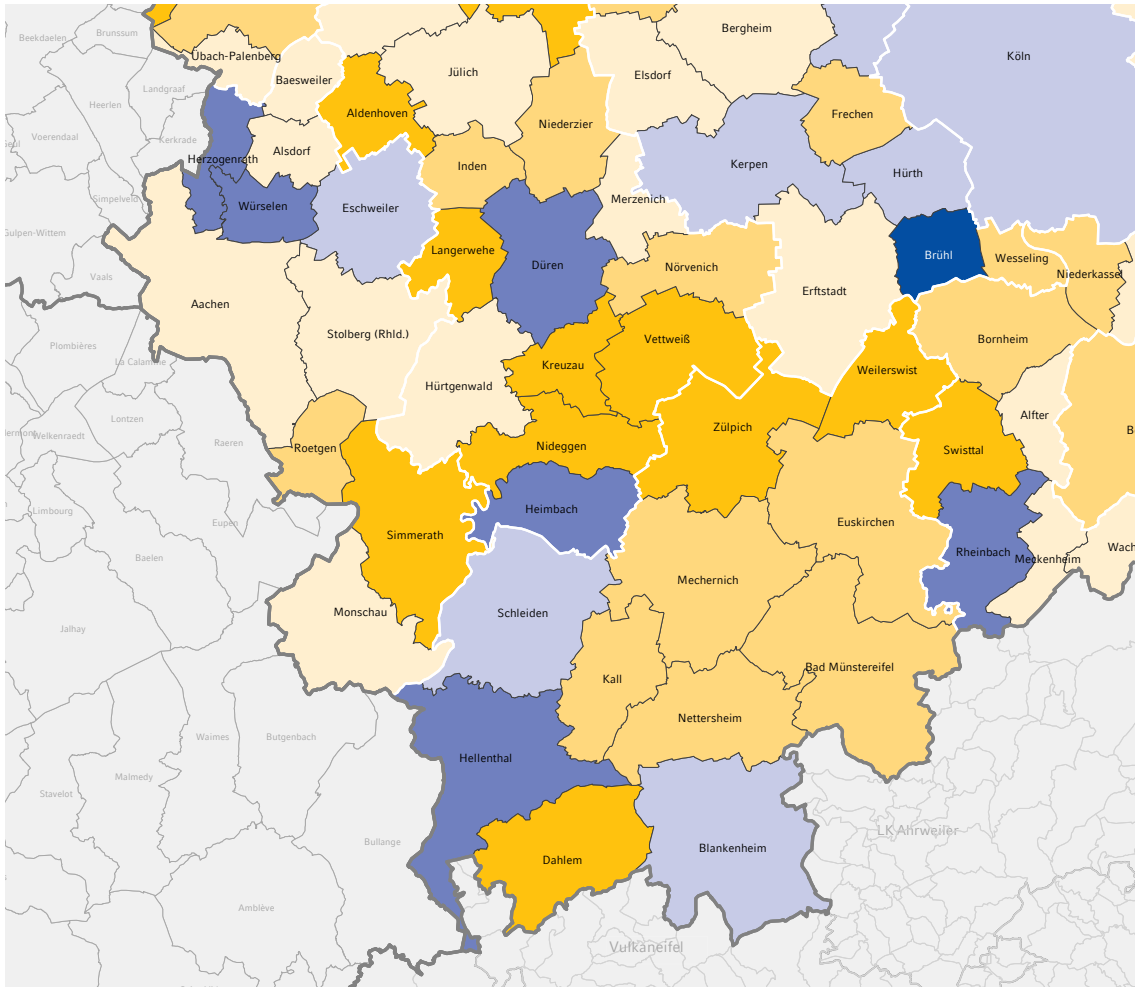 Beekdaelen
Brunssum
Übach-Palenberg
Bergheim
Köln
Landgraaf
Baesweiler
Jülich
Elsdorf
Heerlen
Aldenhoven
Niederzier
Frechen
Voerendaal
Kerkrade
Alsdorf
Herzogenrath
Inden
Kerpen
Hürth
Simpelveld
Würselen
Eschweiler
Merzenich
Gulpen-Wittem
Langerwehe
Brühl
Wesseling
Vaals
Düren
Nörvenich
Niederkassel
Aachen
Erftstadt
Stolberg (Rhld.)
Vettweiß
Bornheim
Plombières
La Calamine
Kreuzau
Weilerswist
Hürtgenwald
Lontzen
Alfter
Welkenraedt
Raeren
Zülpich
Roetgen
Nideggen
Swisttal
Limbourg
Heimbach
Eupen
Euskirchen
Simmerath
Baelen
Rheinbach
Meckenheim
Wach
Mechernich
Monschau
Schleiden
Jalhay
Bad Münstereifel
Kall
Nettersheim
Waimes
Butgenbach
Hellenthal
Malmedy
Stavelot
LK Ahrweiler
Bullange
Blankenheim
Dahlem
Amblève
Vulkaneifel